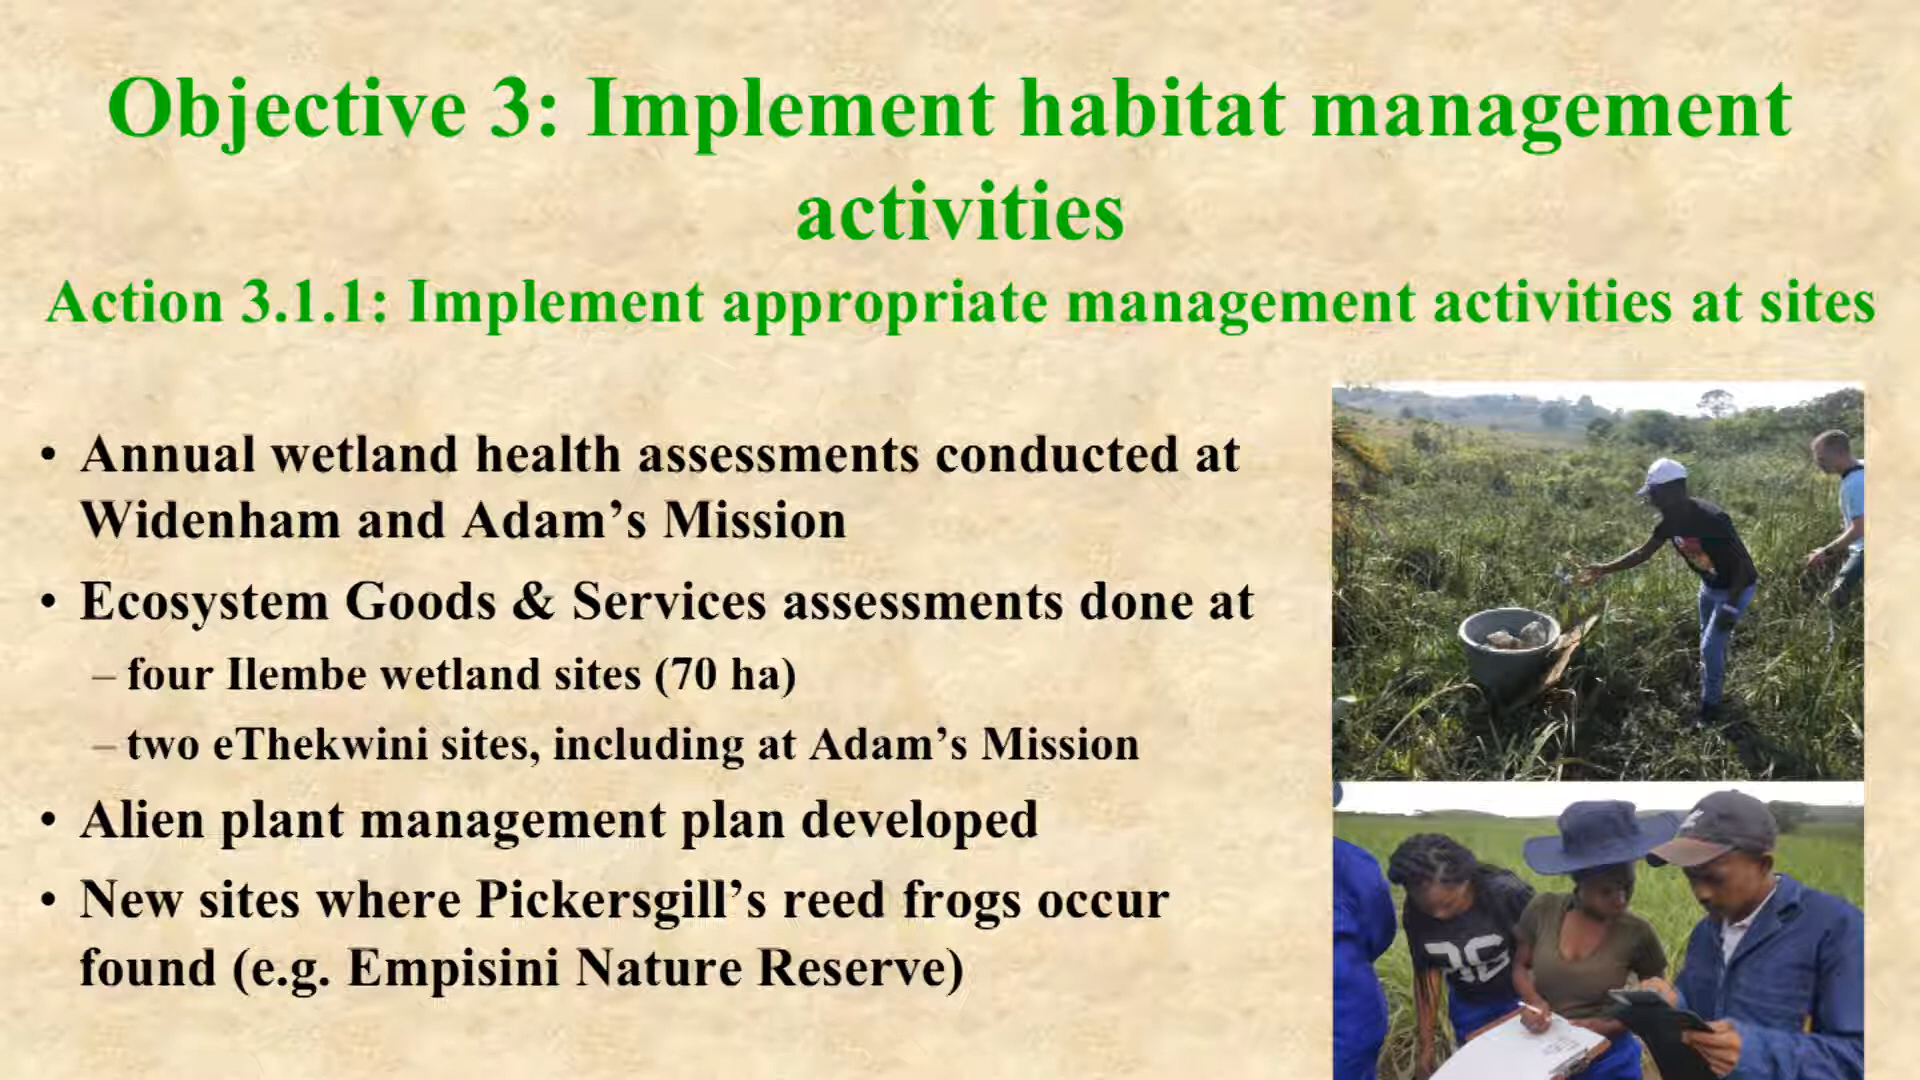 Objective 3: Implement habitat management
activities
Action 3.1.1: Implement appropriate management activities at sites
• Annual wetland health assessments conducted at
Widenham and Adam’s Mission
• Ecosystem Goods & Services assessments done at
– four Ilembe wetland sites (70 ha)
– two eThekwini sites, including at Adam’s Mission
• Alien plant management plan developed
• New sites where Pickersgill’s reed frogs occur
found (e.g. Empisini Nature Reserve)